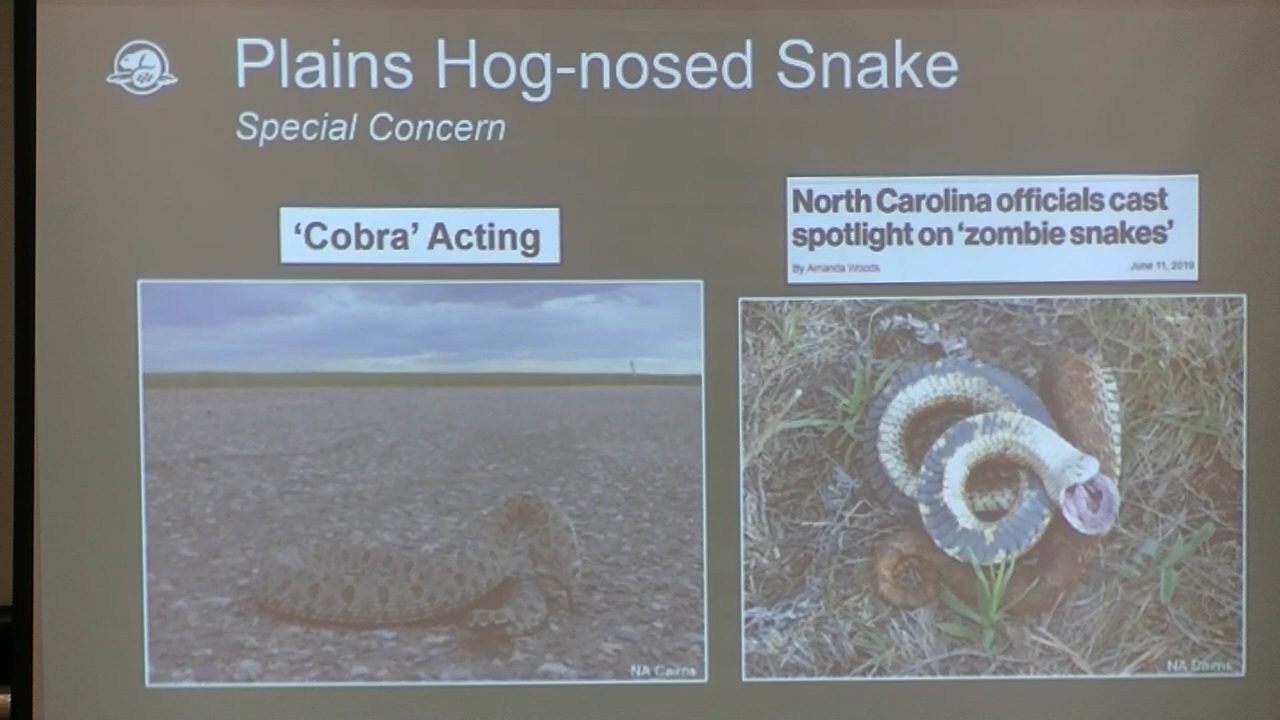 Plains Hog-nosed Snake
Special Concern
‘Cobra’ Acting
North Carolina officials cast
spotlight on ‘zombie snakes’
By Amanda Woods
June 11, 2019
NA Cairns
NA Cairns